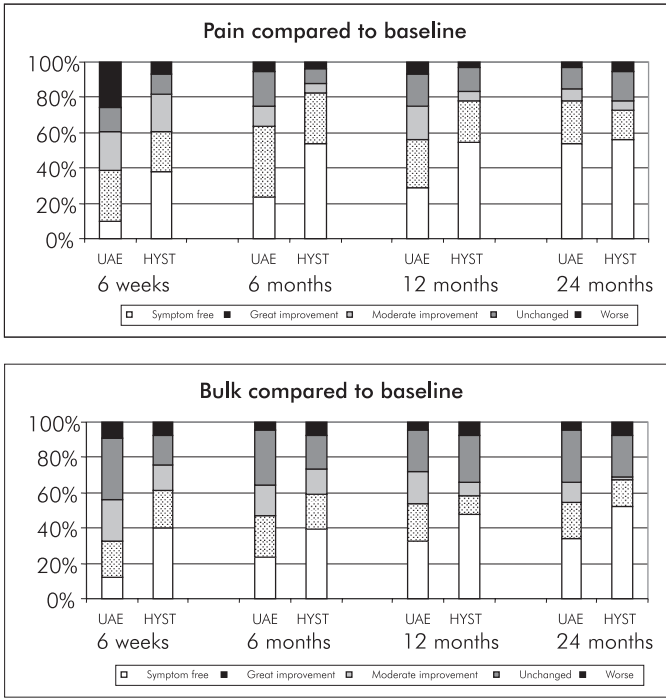 Pain compared to baseline
100%
80%
60%
40%
20%
0%
UAE HYST UAE HYST UAE HYST UAE HYST
6 weeks 6 months 12 months 24 months
Symptom free Great improvement Moderate improvement Unchanged Worse
Bulk compared to baseline
100%
80%
60%
40%
20%
0%
UAE HYST UAE HYST UAE HYST UAE HYST
6 weeks 6 months 12 months 24 months
Symptom free Great improvement Moderate improvement Unchanged Worse